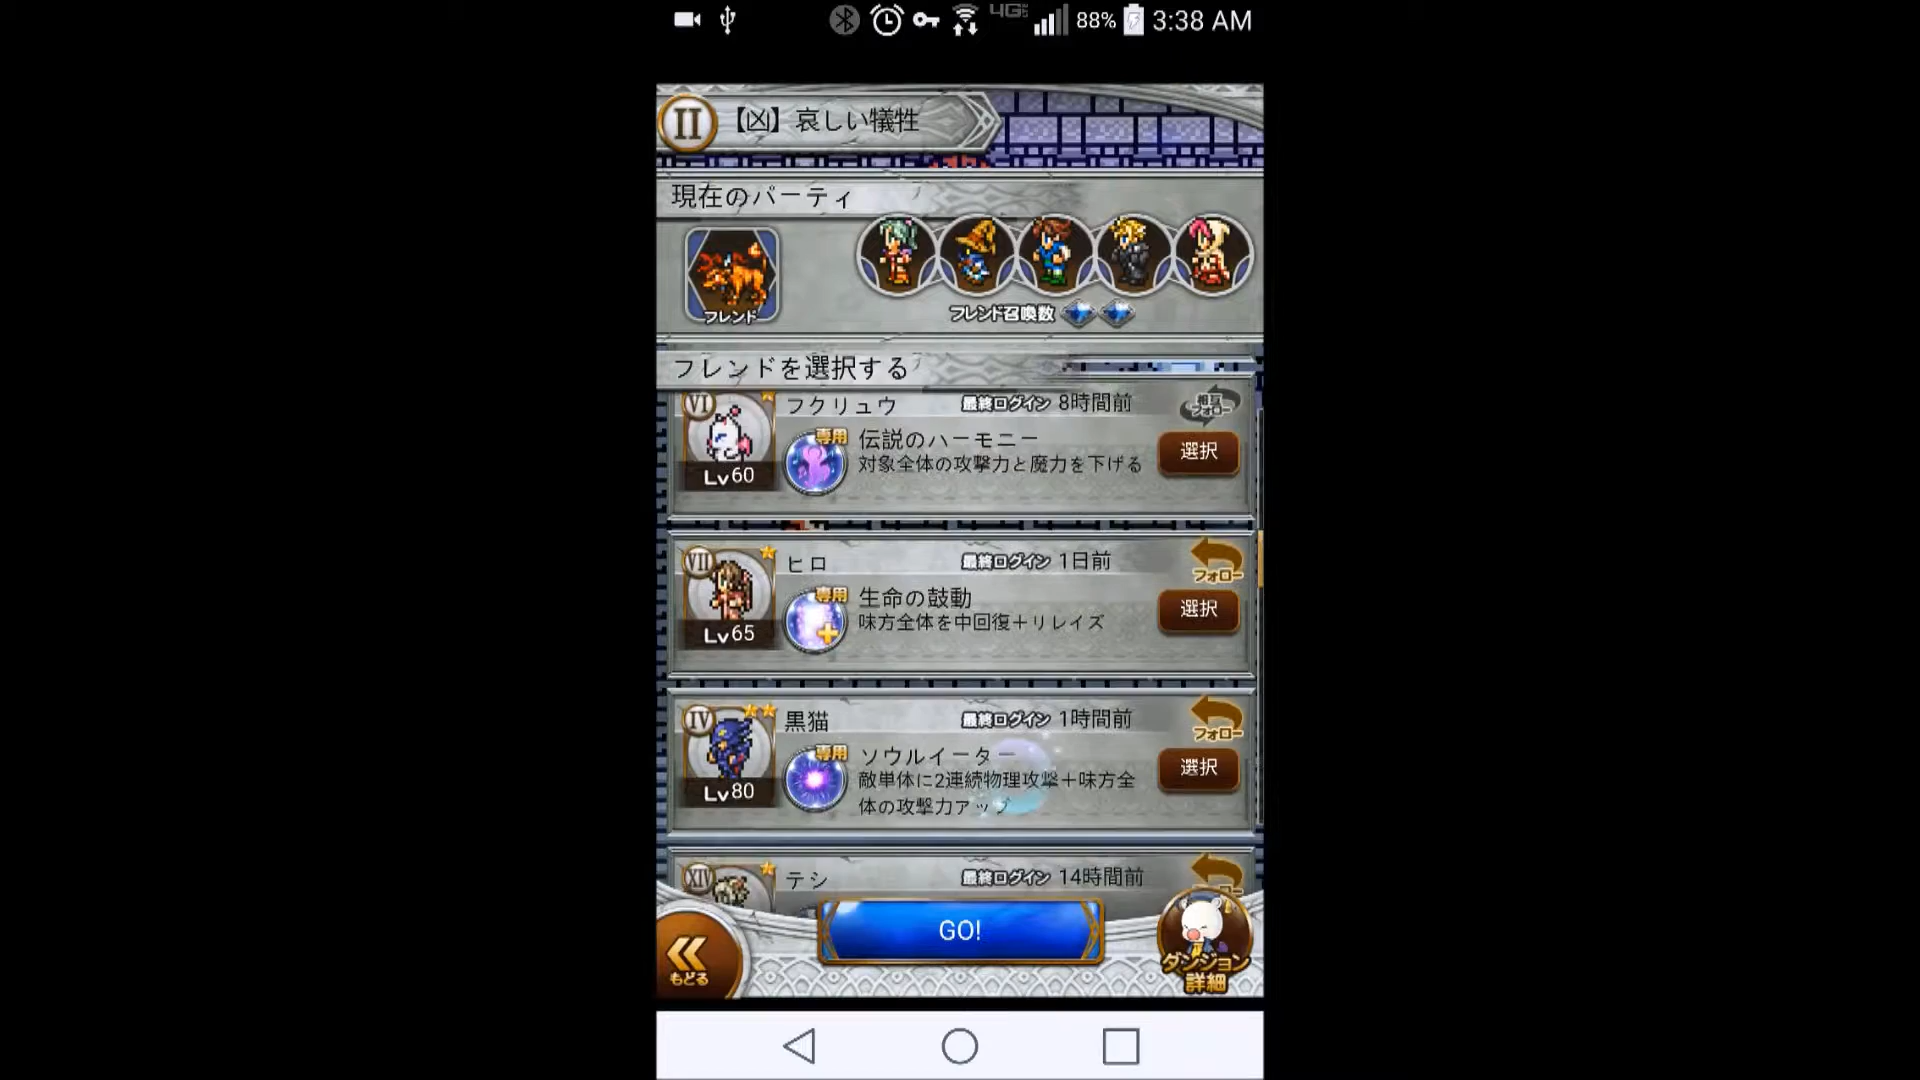 4G
88%
3:38 AM
II
【凶】哀しい犠牲
現在のパーティ
フレンド
フレンド召喚数
フレンドを選択する
VI
フクリュウ
最終ログイン 8時間前
相互フォロー
専用
伝説のハーモニー
対象全体の攻撃力と魔力を下げる
選択
Lv60
VII
ヒロ
最終ログイン 1日前
フォロー
専用
生命の鼓動
味方全体を中回復+リレイズ
選択
Lv65
IV
黒猫
最終ログイン 1時間前
フォロー
専用
ソウルイーター
敵単体に2連続物理攻撃+味方全
体の攻撃力アップ
選択
Lv80
XIV
テシ
最終ログイン 14時間前
GO!
もどる
ダンジョン
詳細